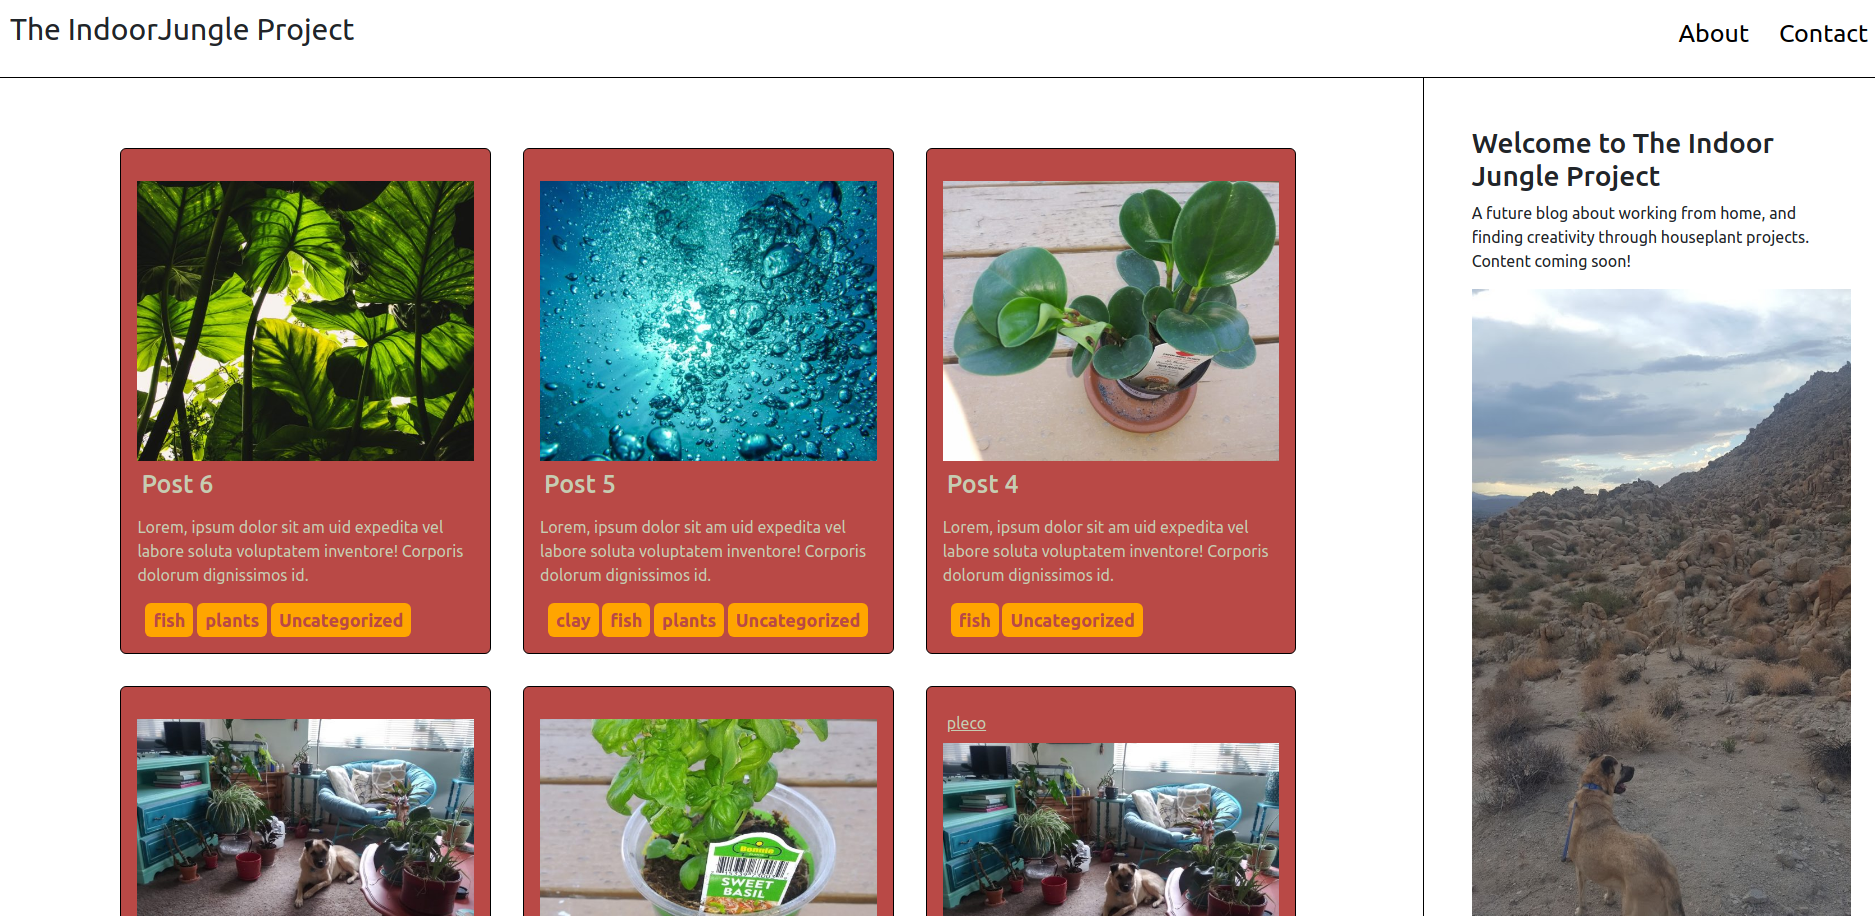 The IndoorJungle Project
About Contact
Post 6
Lorem, ipsum dolor sit am uid expedita vel
labore soluta voluptatem inventore! Corporis
dolorum dignissimos id.
fish plants Uncategorized
Post 5
Lorem, ipsum dolor sit am uid expedita vel
labore soluta voluptatem inventore! Corporis
dolorum dignissimos id.
clay fish plants Uncategorized
Post 4
Lorem, ipsum dolor sit am uid expedita vel
labore soluta voluptatem inventore! Corporis
dolorum dignissimos id.
fish Uncategorized
Bonnie
SWEET
BASIL
pleco
Welcome to The Indoor
Jungle Project
A future blog about working from home, and
finding creativity through houseplant projects.
Content coming soon!